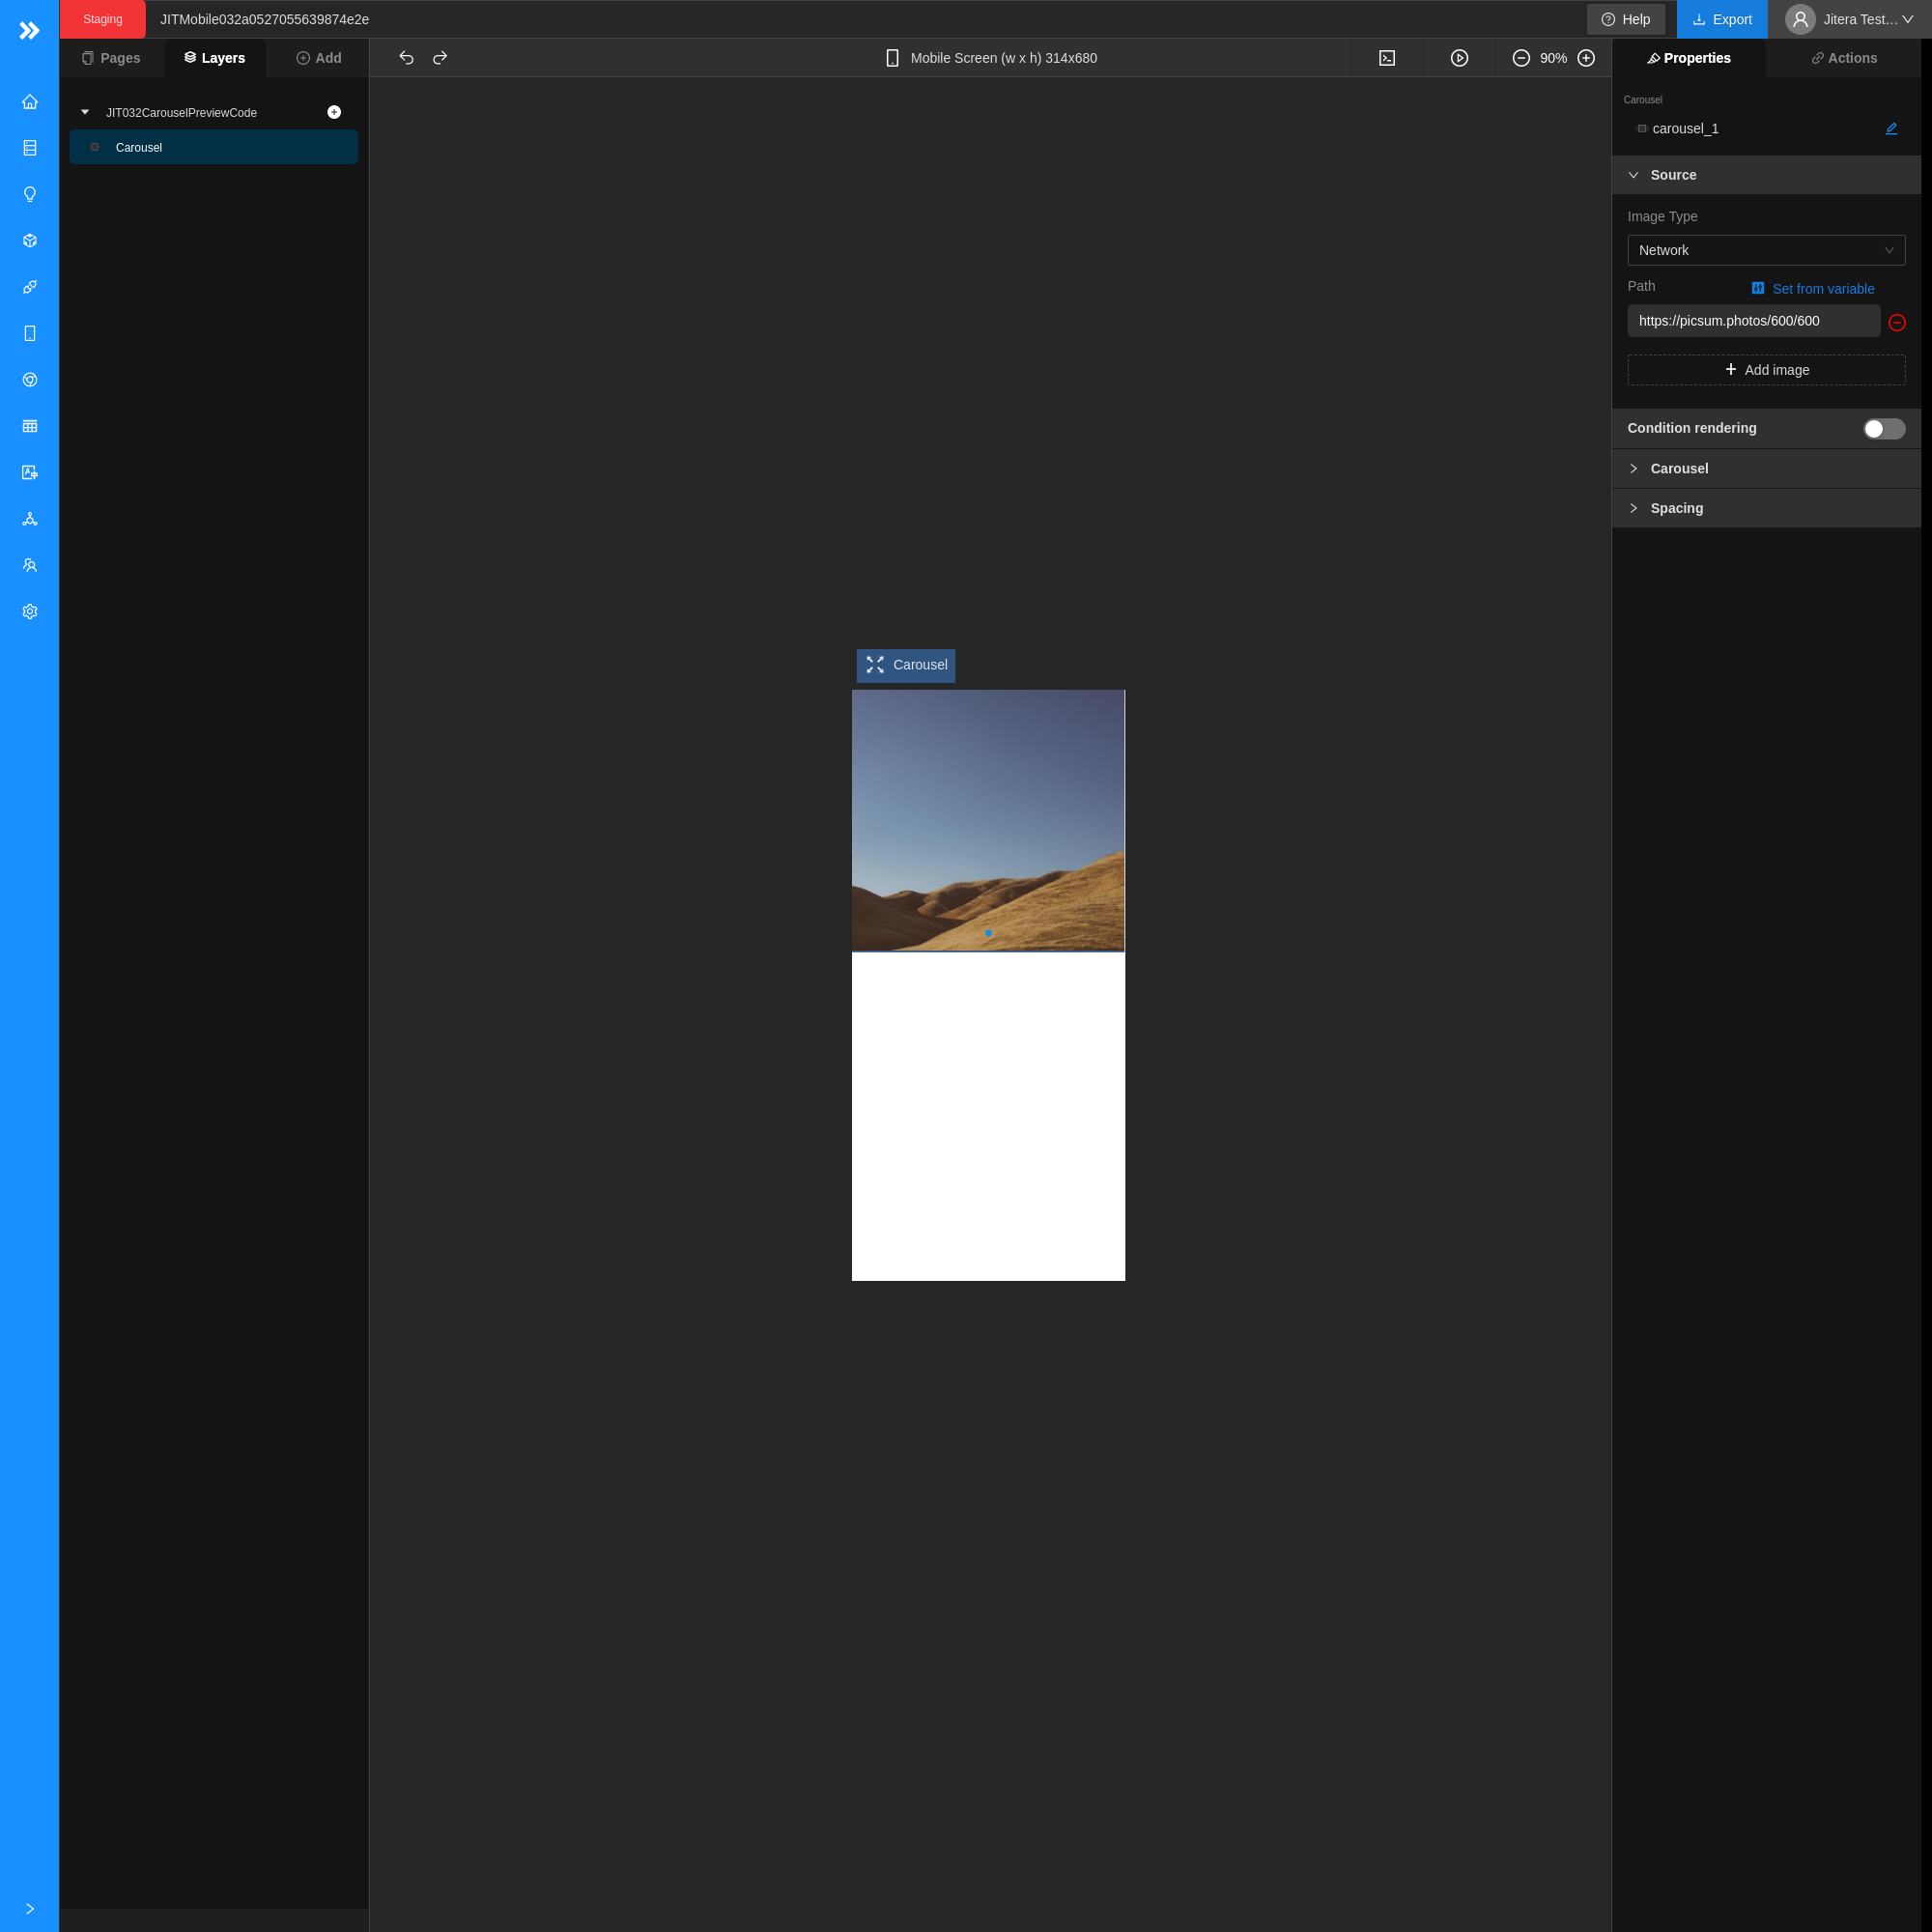 Staging
JITMobile032a0527055639874e2e
Help
Export
Jitera Test...
Pages
Layers
Add
Mobile Screen (w x h) 314x680
90%
Properties
Actions
JIT032CarouselPreviewCode
Carousel
Carousel
carousel_1
Source
Image Type
Network
Path
Set from variable
https://picsum.photos/600/600
Add image
Condition rendering
Carousel
Spacing
Carousel